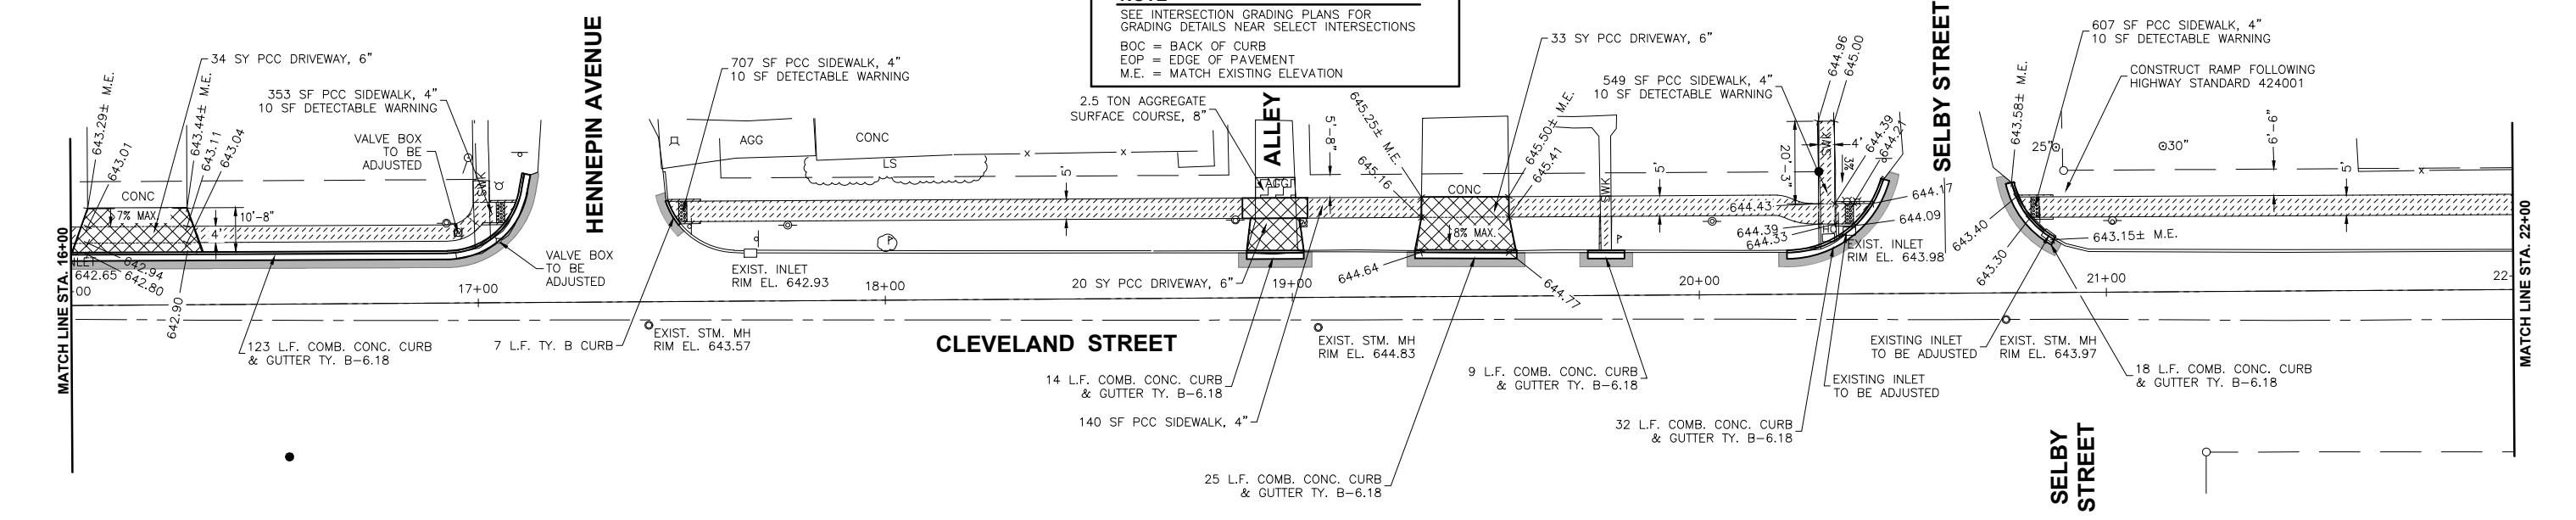 NOTE
SEE INTERSECTION GRADING PLANS FOR
GRADING DETAILS NEAR SELECT INTERSECTIONS
BOC = BACK OF CURB
EOP = EDGE OF PAVEMENT
M.E. = MATCH EXISTING ELEVATION
MATCH LINE STA. 16+00
643.29± M.E.
643.01
34 SY PCC DRIVEWAY, 6"
643.44± M.E.
643.11
643.04
353 SF PCC SIDEWALK, 4"
10 SF DETECTABLE WARNING
VALVE BOX
TO BE
ADJUSTED
CONC
7% MAX.
10'-8"
4'
SWK
642.94
642.65
642.80
642.90
00
17+00
VALVE BOX
TO BE
ADJUSTED
123 L.F. COMB. CONC. CURB
& GUTTER TY. B-6.18
HENNEPIN AVENUE
707 SF PCC SIDEWALK, 4"
10 SF DETECTABLE WARNING
AGG
CONC
LS
x
x
5'
EXIST. INLET
RIM EL. 642.93
18+00
7 L.F. TY. B CURB
EXIST. STM. MH
RIM EL. 643.57
CLEVELAND STREET
2.5 TON AGGREGATE
SURFACE COURSE, 8"
ALLEY
AGG
5'-8"
20 SY PCC DRIVEWAY, 6"
19+00
EXIST. STM. MH
RIM EL. 644.83
14 L.F. COMB. CONC. CURB
& GUTTER TY. B-6.18
140 SF PCC SIDEWALK, 4"
25 L.F. COMB. CONC. CURB
& GUTTER TY. B-6.18
645.25± M.E.
645.16
33 SY PCC DRIVEWAY, 6"
645.50± M.E.
645.41
CONC
8% MAX.
644.64
644.77
SWK
5'
9 L.F. COMB. CONC. CURB
& GUTTER TY. B-6.18
20+00
549 SF PCC SIDEWALK, 4"
10 SF DETECTABLE WARNING
644.96
645.00
20'-3"
SWK
4'
3%
644.39
644.21
644.17
644.09
644.43
644.39
644.33
EXIST. INLET
RIM EL. 643.98
32 L.F. COMB. CONC. CURB
& GUTTER TY. B-6.18
EXISTING INLET
TO BE ADJUSTED
SELBY STREET
607 SF PCC SIDEWALK, 4"
10 SF DETECTABLE WARNING
CONSTRUCT RAMP FOLLOWING
HIGHWAY STANDARD 424001
643.58± M.E.
25"
30"
6'-6"
5'
x
643.40
643.30
643.15± M.E.
21+00
22
EXISTING INLET
TO BE ADJUSTED
EXIST. STM. MH
RIM EL. 643.97
18 L.F. COMB. CONC. CURB
& GUTTER TY. B-6.18
SELBY
STREET
MATCH LINE STA. 22+00